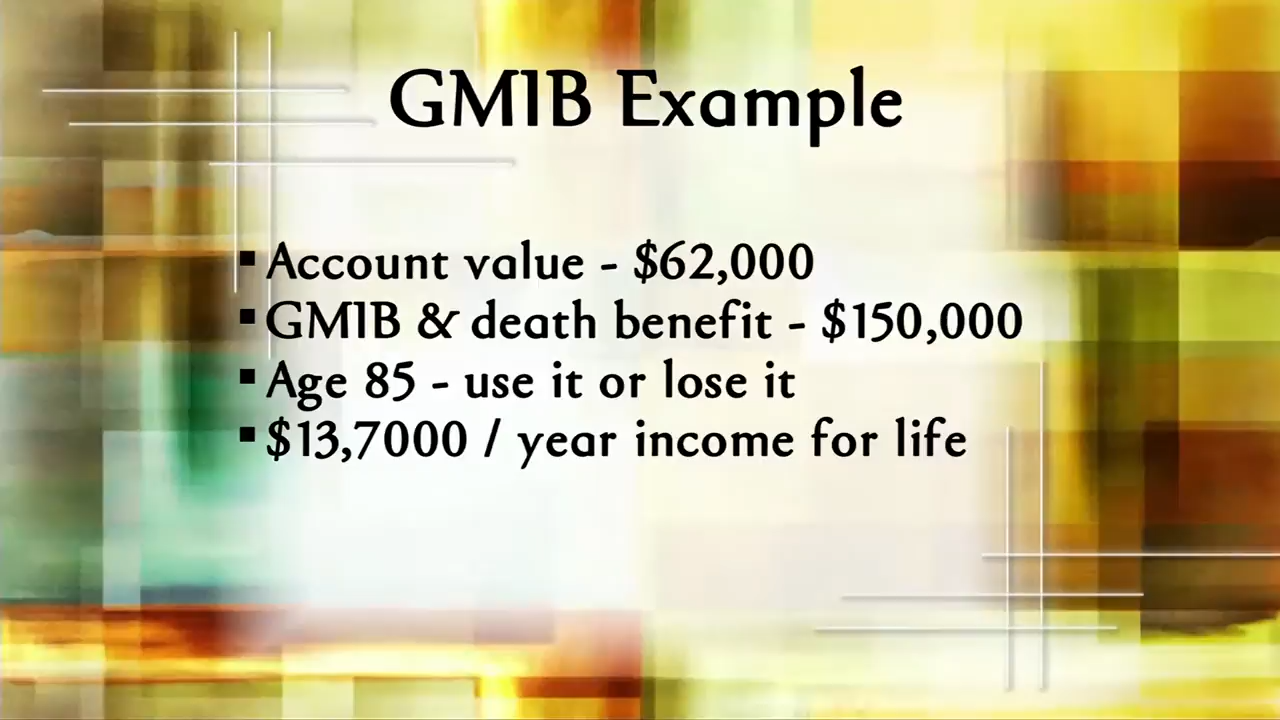 GMIB Example
▪ Account value - $62,000
▪ GMIB & death benefit - $150,000
▪ Age 85 - use it or lose it
▪ $13,7000 / year income for life